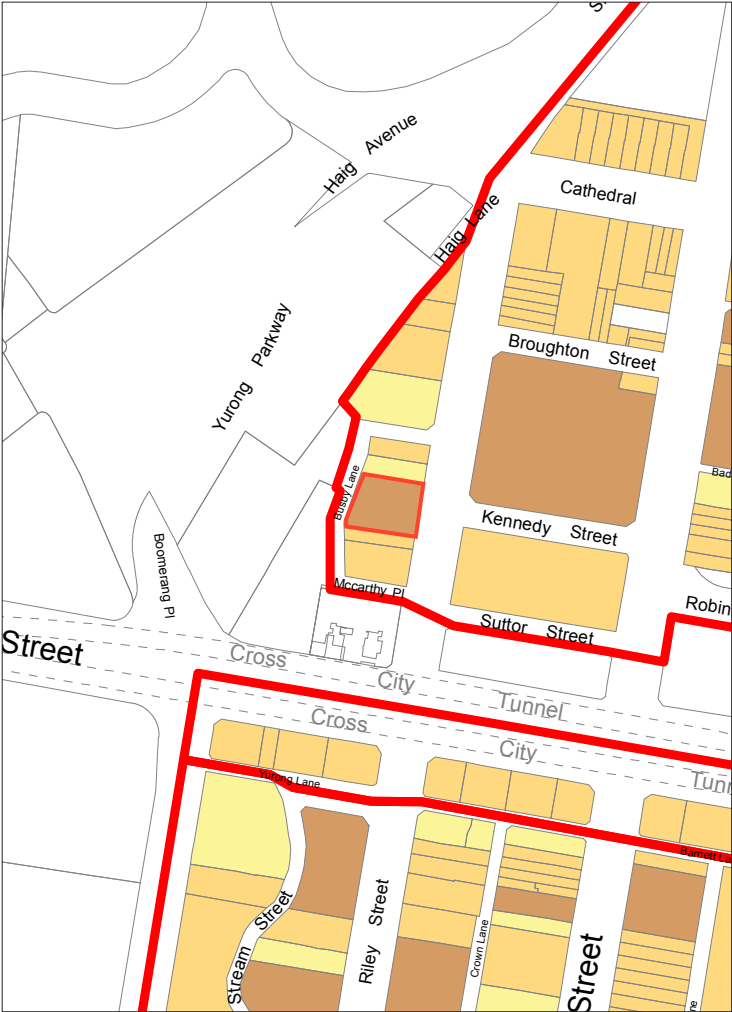 S
Haig Avenue
Cathedral
Haig Lane
Yurong Parkway
Broughton Street
Bad
Busby Lane
Kennedy Street
Boomerang Pl
Mccarthy Pl
Robin
Suttor Street
Street
Cross City Tunnel
Cross City Tunn
Yurong Lane
Barnett La
Stream Street
Riley Street
Crown Lane
Street
ne